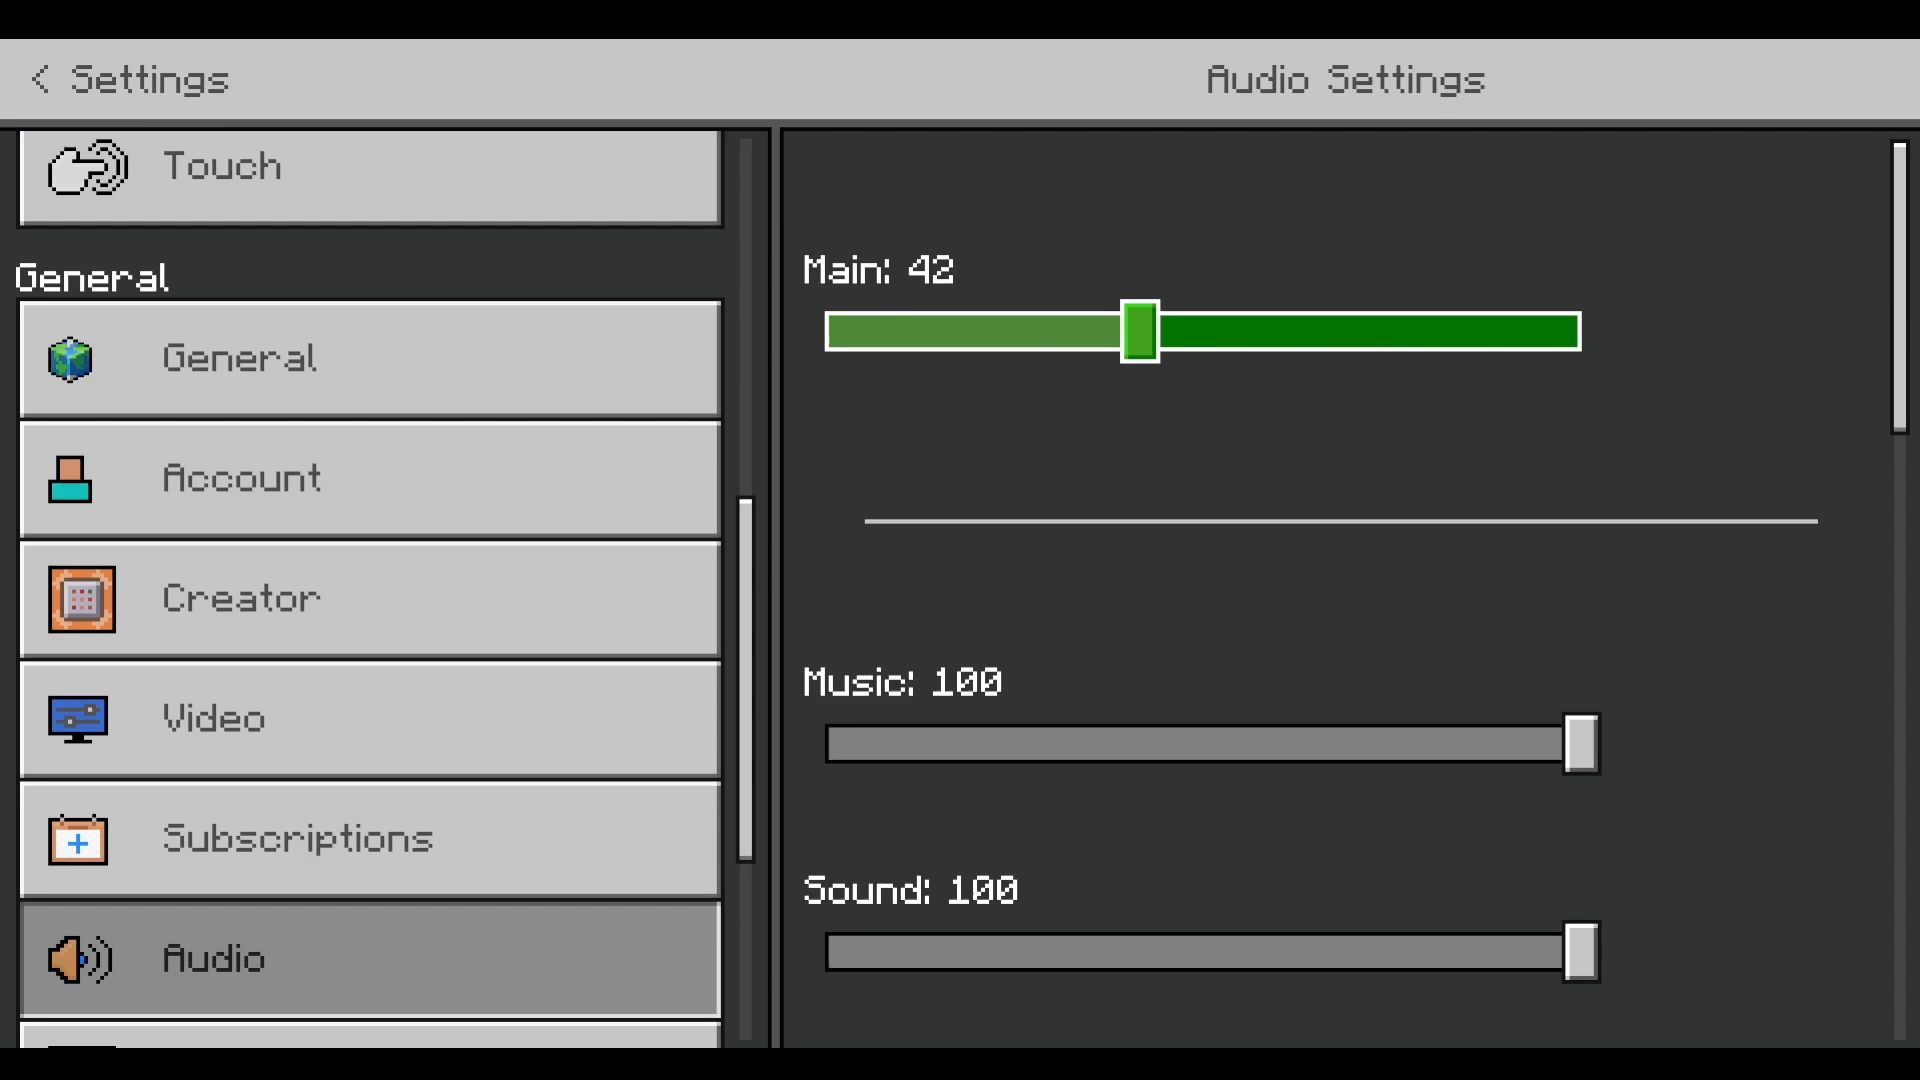 < Settings
Audio Settings
Touch
General
General
Account
Creator
Video
Subscriptions
Audio
Main: 42
Music: 100
Sound: 100